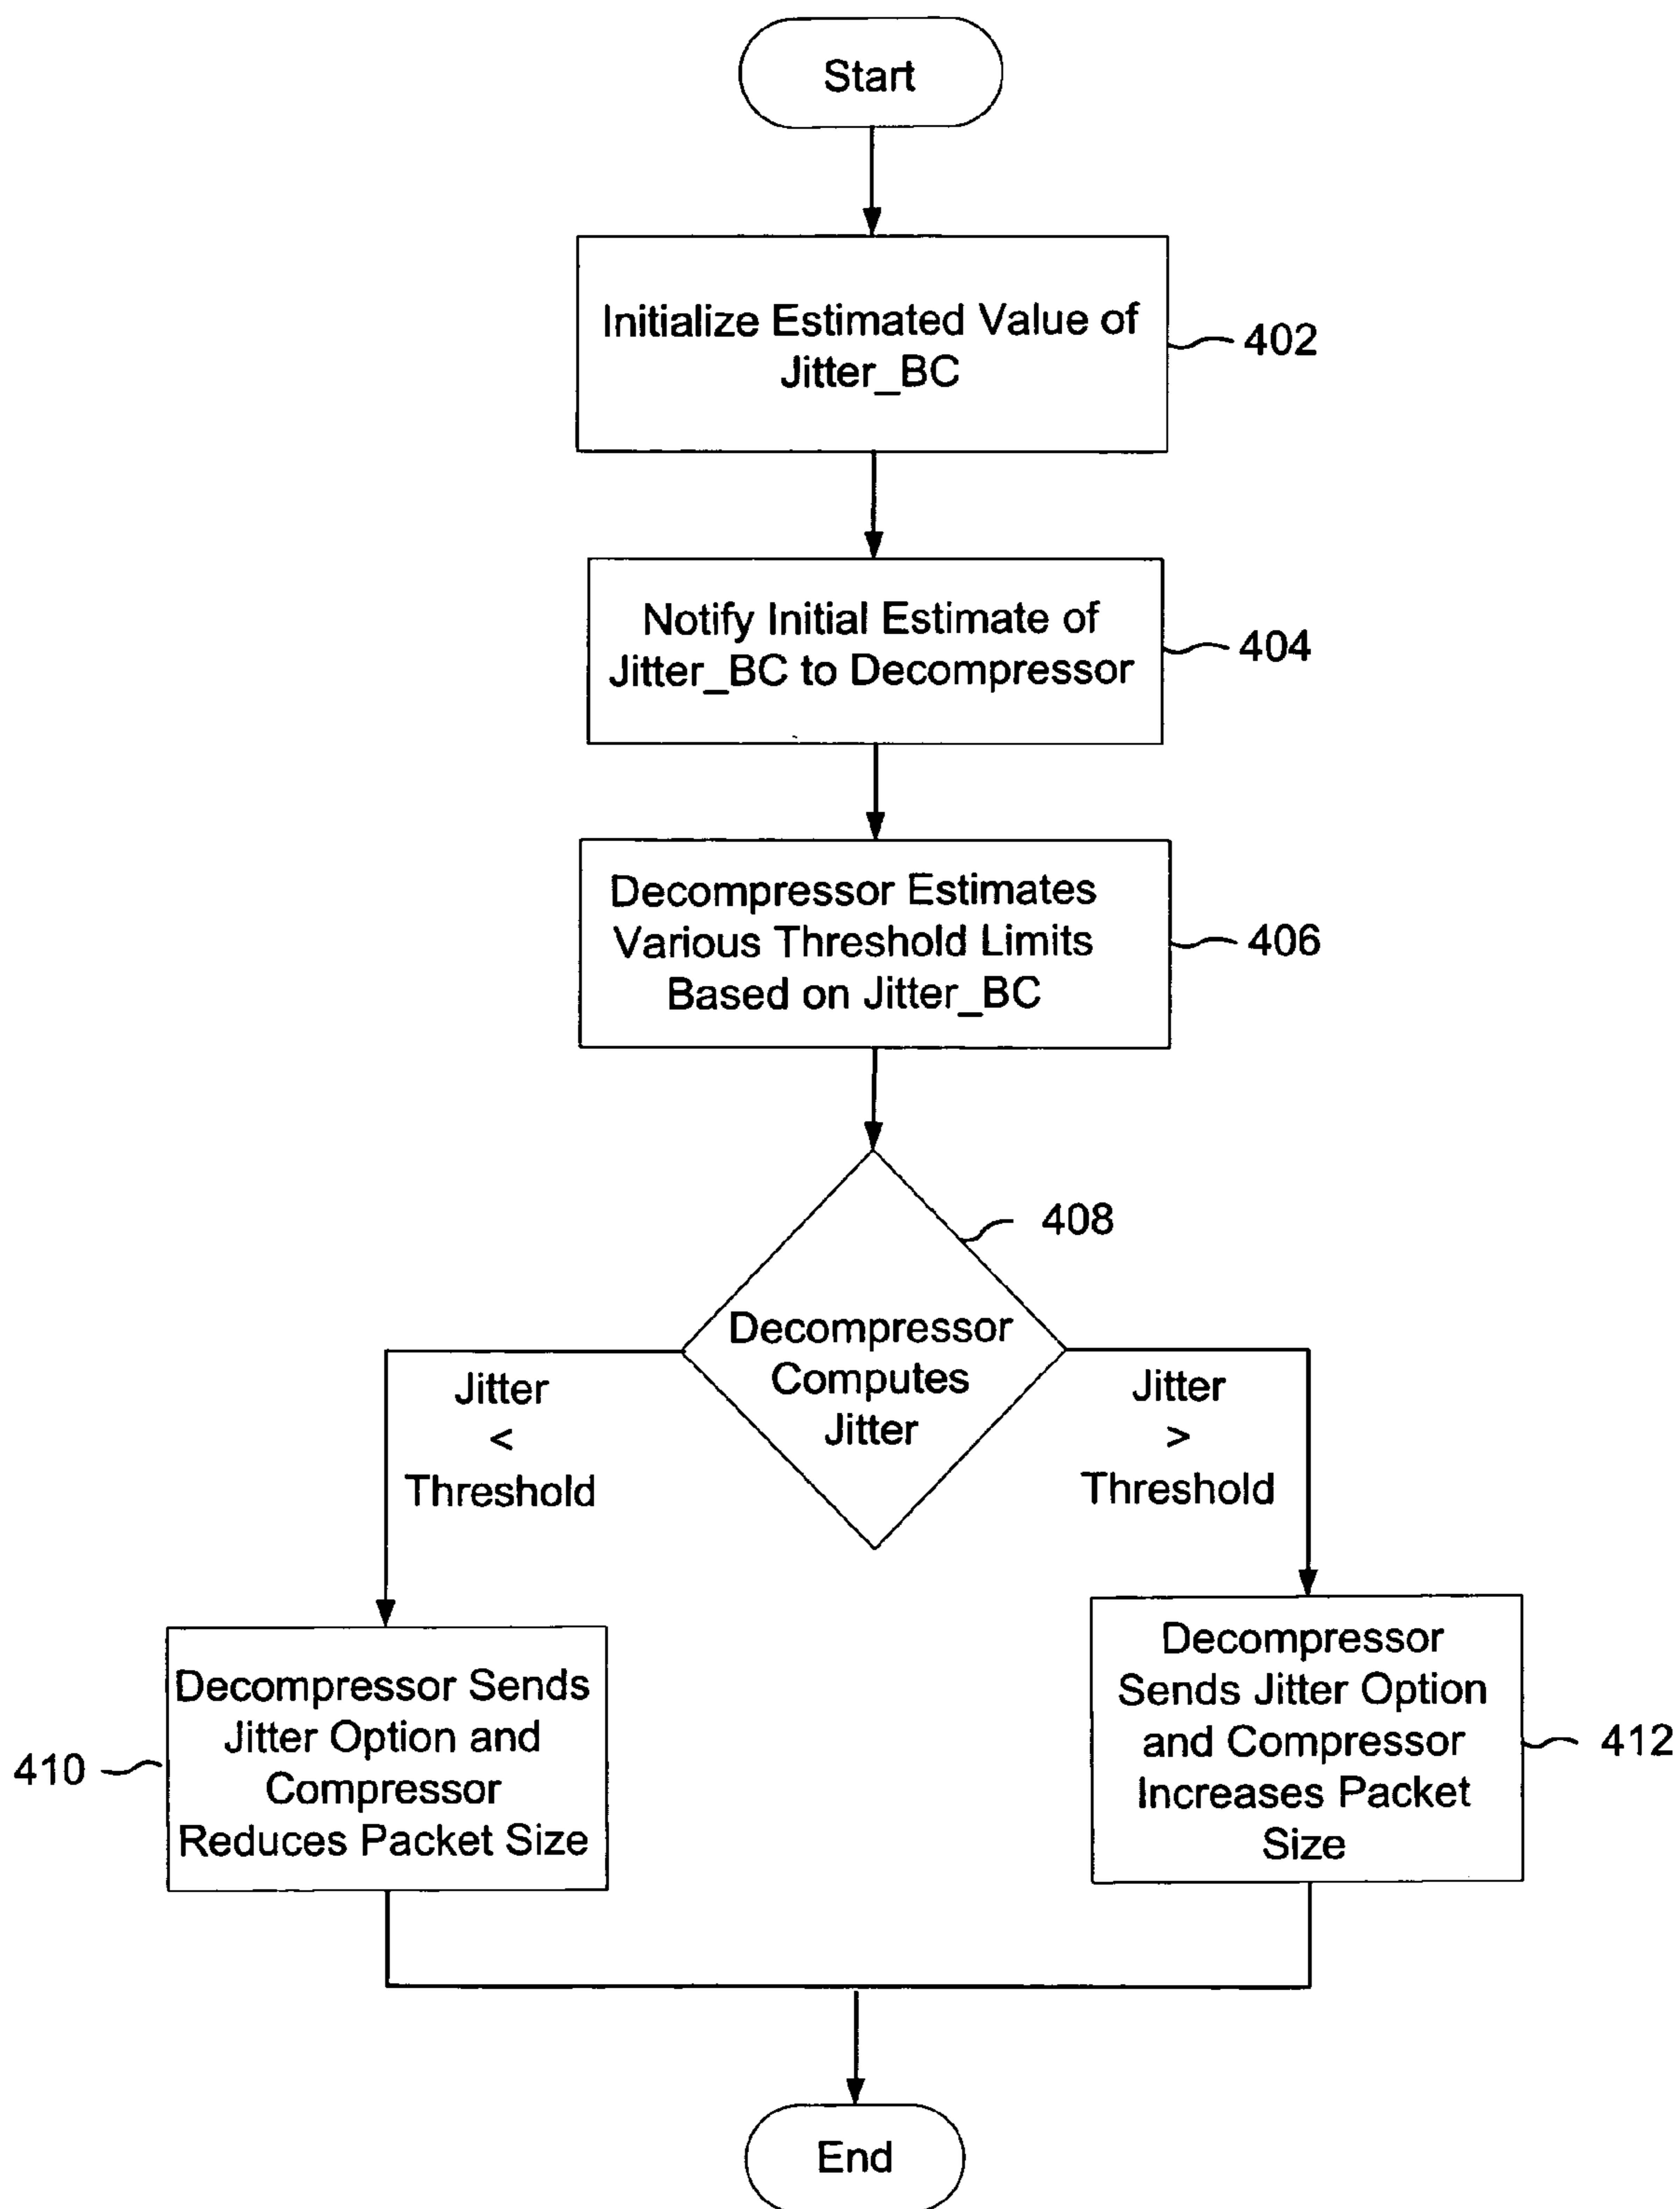 Start
Initialize Estimated Value of
Jitter_BC
402
Notify Initial Estimate of
Jitter_BC to Decompressor
404
Decompressor Estimates
Various Threshold Limits
Based on Jitter_BC
406
408
Decompressor
Computes
Jitter
Jitter
<
Threshold
Jitter
>
Threshold
410
Decompressor Sends
Jitter Option and
Compressor
Reduces Packet Size
Decompressor
Sends Jitter Option
and Compressor
Increases Packet
Size
412
End